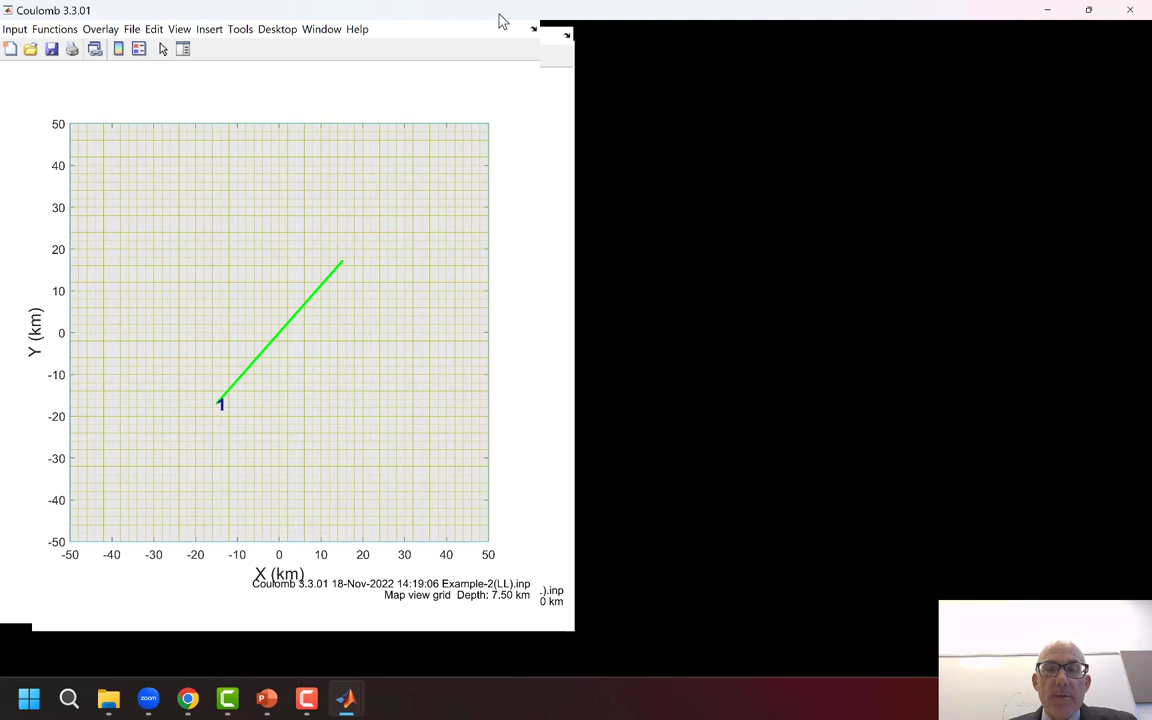 Coulomb 3.3.01
Input Functions Overlay File Edit View Insert Tools Desktop Window Help
50
40
30
20
10
0
-10
-20
-30
-40
-50
Y (km)
1
-50 -40 -30 -20 -10 0 10 20 30 40 50
X (km)
Coulomb 3.3.01 18-Nov-2022 14:19:06 Example-2(LL).inp
Map view grid Depth: 7.50 km
.).inp
0 km
zoom